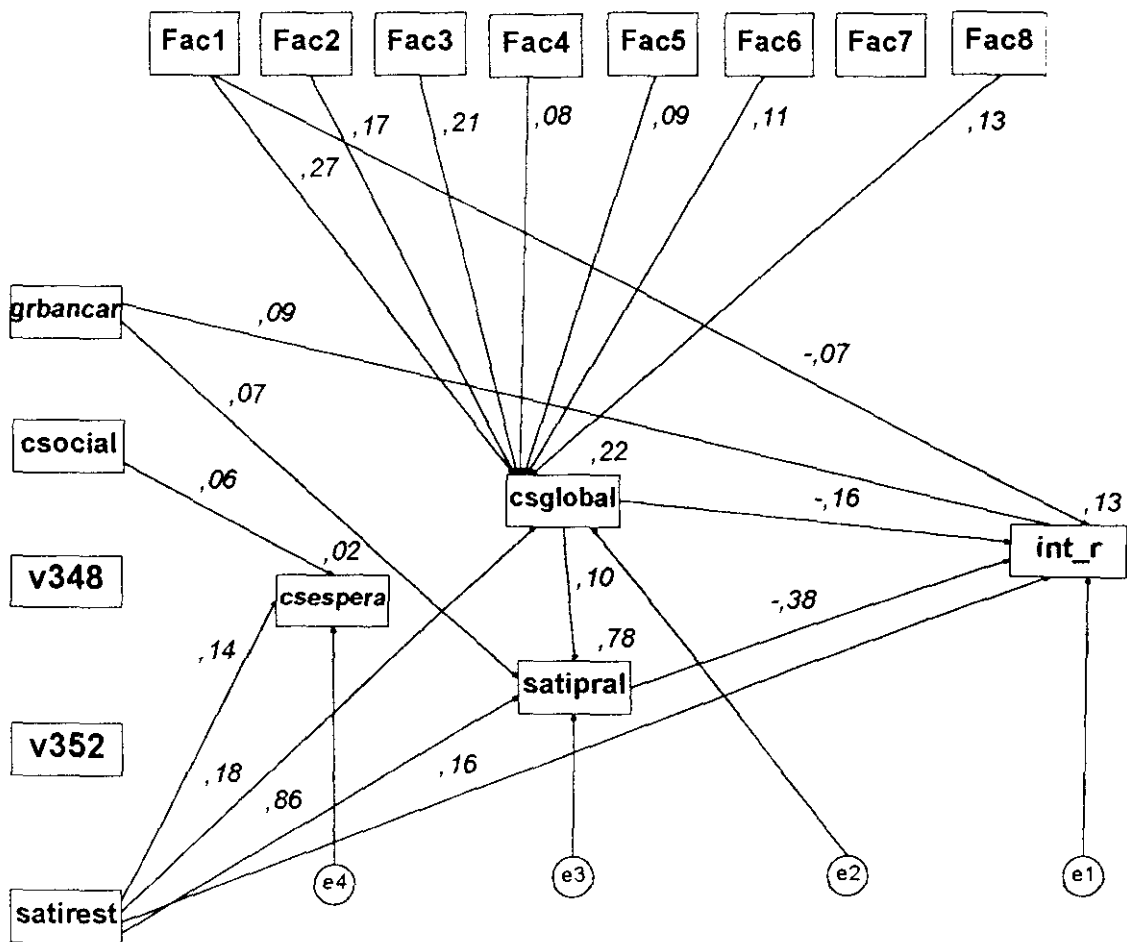 Fac1 Fac2 Fac3 Fac4 Fac5 Fac6 Fac7 Fac8
,27 ,17 ,21 ,08 ,09 ,11 ,13
grbancar ,09 -,07
,07
csocial ,22
,06 csglobal -,16 ,13
int_r
v348 ,02
csespera ,10 -,38
,14 ,78
satipral
v352
,18 ,86 ,16
e4 e3 e2 e1
satirest